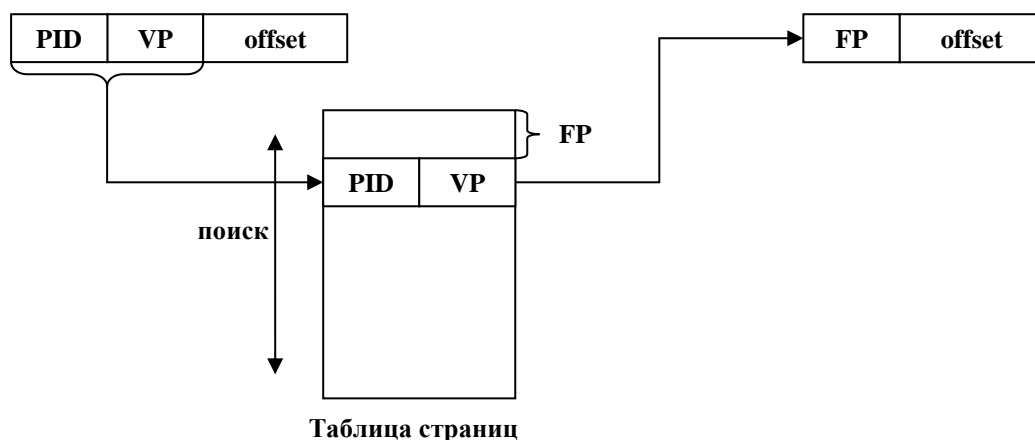 PID VP offset
FP offset
FP
PID VP
поиск
Таблица страниц